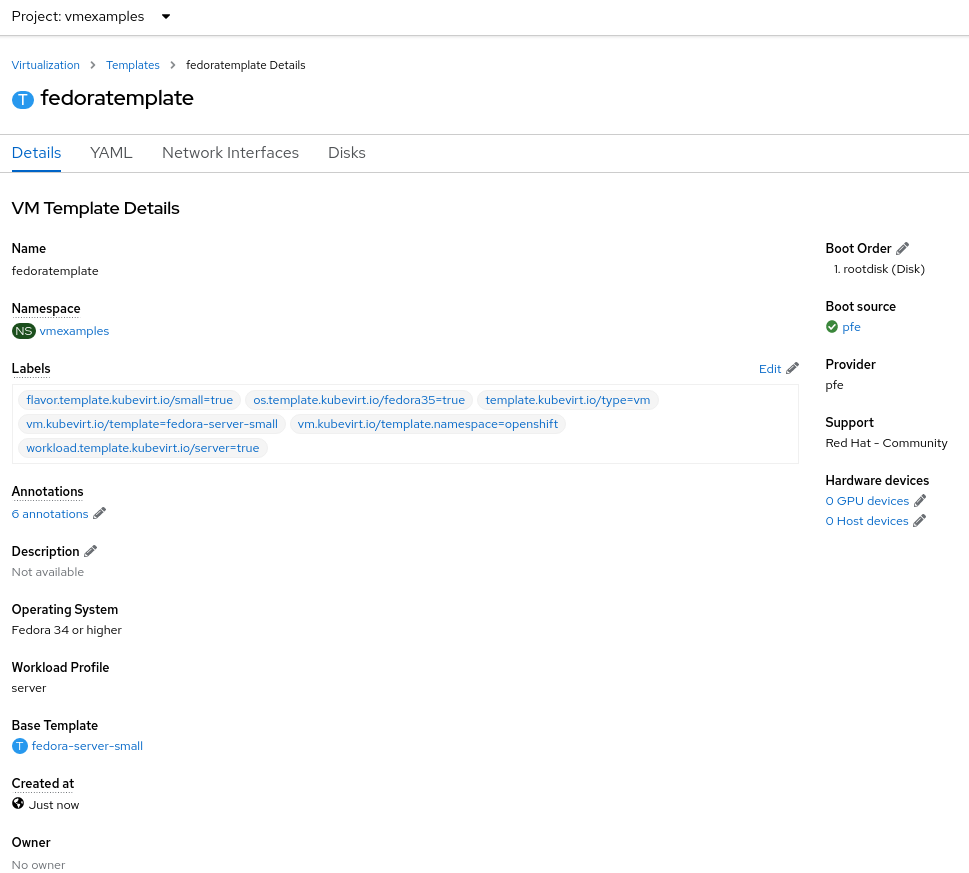 Project: vmexamples
Virtualization > Templates > fedoratemplate Details
T fedoratemplate
Details YAML Network Interfaces Disks
VM Template Details
Name
fedoratemplate
Namespace
NS vmexamples
Labels
Edit
flavor.template.kubevirt.io/small=true os.template.kubevirt.io/fedora35=true template.kubevirt.io/type=vm
vm.kubevirt.io/template=fedora-server-small vm.kubevirt.io/template.namespace=openshift
workload.template.kubevirt.io/server=true
Annotations
6 annotations
Description
Not available
Operating System
Fedora 34 or higher
Workload Profile
server
Base Template
T fedora-server-small
Created at
Just now
Owner
No owner
Boot Order
1. rootdisk (Disk)
Boot source
pfe
Provider
pfe
Support
Red Hat - Community
Hardware devices
0 GPU devices
0 Host devices